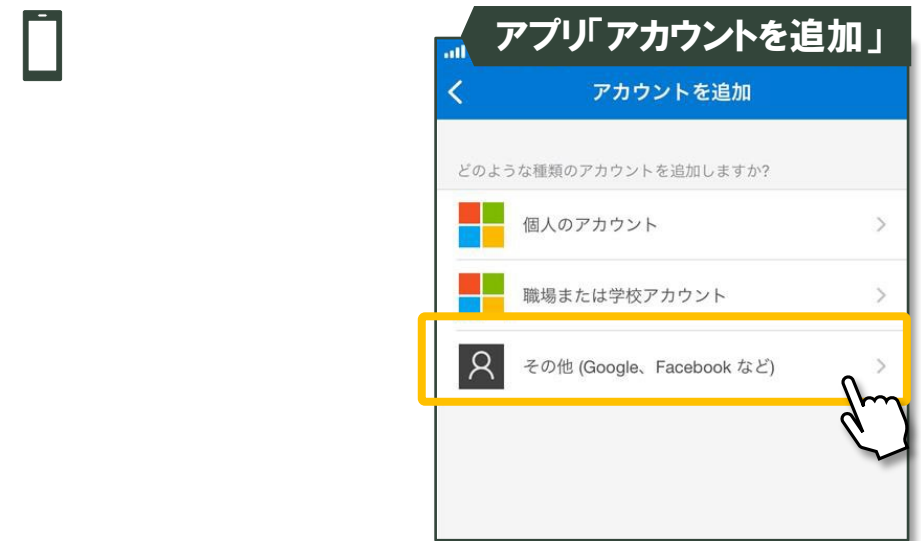 アプリ「アカウントを追加」
アカウントを追加
どのような種類のアカウントを追加しますか?
個人のアカウント
職場または学校アカウント
その他 (Google、Facebook など)